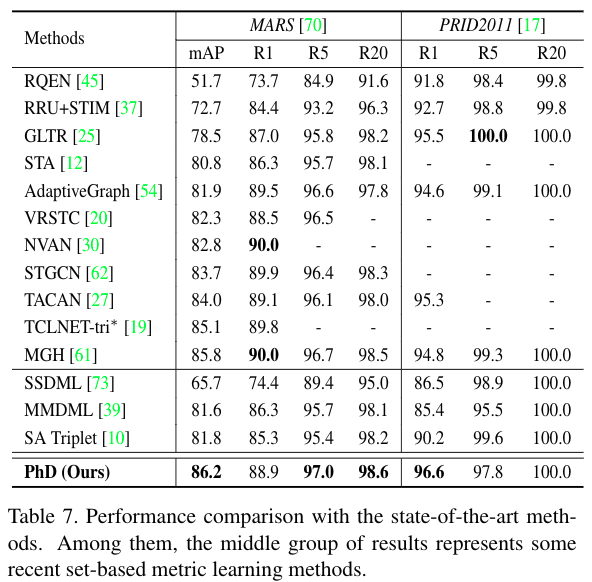 Methods MARS [70] PRID2011 [17]
mAP R1 R5 R20 R1 R5 R20
RQEN [45] 51.7 73.7 84.9 91.6 91.8 98.4 99.8
RRU+STIM [37] 72.7 84.4 93.2 96.3 92.7 98.8 99.8
GLTR [25] 78.5 87.0 95.8 98.2 95.5 100.0 100.0
STA [12] 80.8 86.3 95.7 98.1 - - -
AdaptiveGraph [54] 81.9 89.5 96.6 97.8 94.6 99.1 100.0
VRSTC [20] 82.3 88.5 96.5 - - - -
NVAN [30] 82.8 90.0 - - - - -
STGCN [62] 83.7 89.9 96.4 98.3 - - -
TACAN [27] 84.0 89.1 96.1 98.0 95.3 - -
TCLNET-tri* [19] 85.1 89.8 - - - - -
MGH [61] 85.8 90.0 96.7 98.5 94.8 99.3 100.0
SSDML [73] 65.7 74.4 89.4 95.0 86.5 98.9 100.0
MMDML [39] 81.6 86.3 95.7 98.1 85.4 95.5 100.0
SA Triplet [10] 81.8 85.3 95.4 98.2 90.2 99.6 100.0
PhD (Ours) 86.2 88.9 97.0 98.6 96.6 97.8 100.0
Table 7. Performance comparison with the state-of-the-art meth-
ods. Among them, the middle group of results represents some
recent set-based metric learning methods.